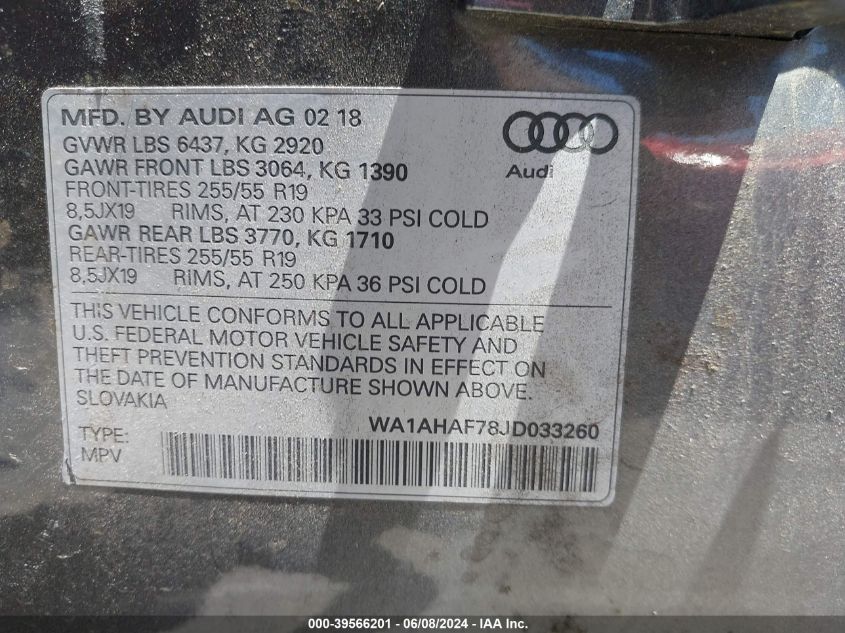 MFD. BY AUDI AG 02 18
GVWR LBS 6437, KG 2920
GAWR FRONT LBS 3064, KG 1390
FRONT-TIRES 255/55 R19
8,5JX19 RIMS, AT 230 KPA 33 PSI COLD
GAWR REAR LBS 3770, KG 1710
REAR-TIRES 255/55 R19
8,5JX19 RIMS, AT 250 KPA 36 PSI COLD
Audi
THIS VEHICLE CONFORMS TO ALL APPLICABLE
U.S. FEDERAL MOTOR VEHICLE SAFETY AND
THEFT PREVENTION STANDARDS IN EFFECT ON
THE DATE OF MANUFACTURE SHOWN ABOVE.
SLOVAKIA
WA1AHAF78JD033260
TYPE:
MPV
000-39566201 - 06/08/2024 - IAA Inc.